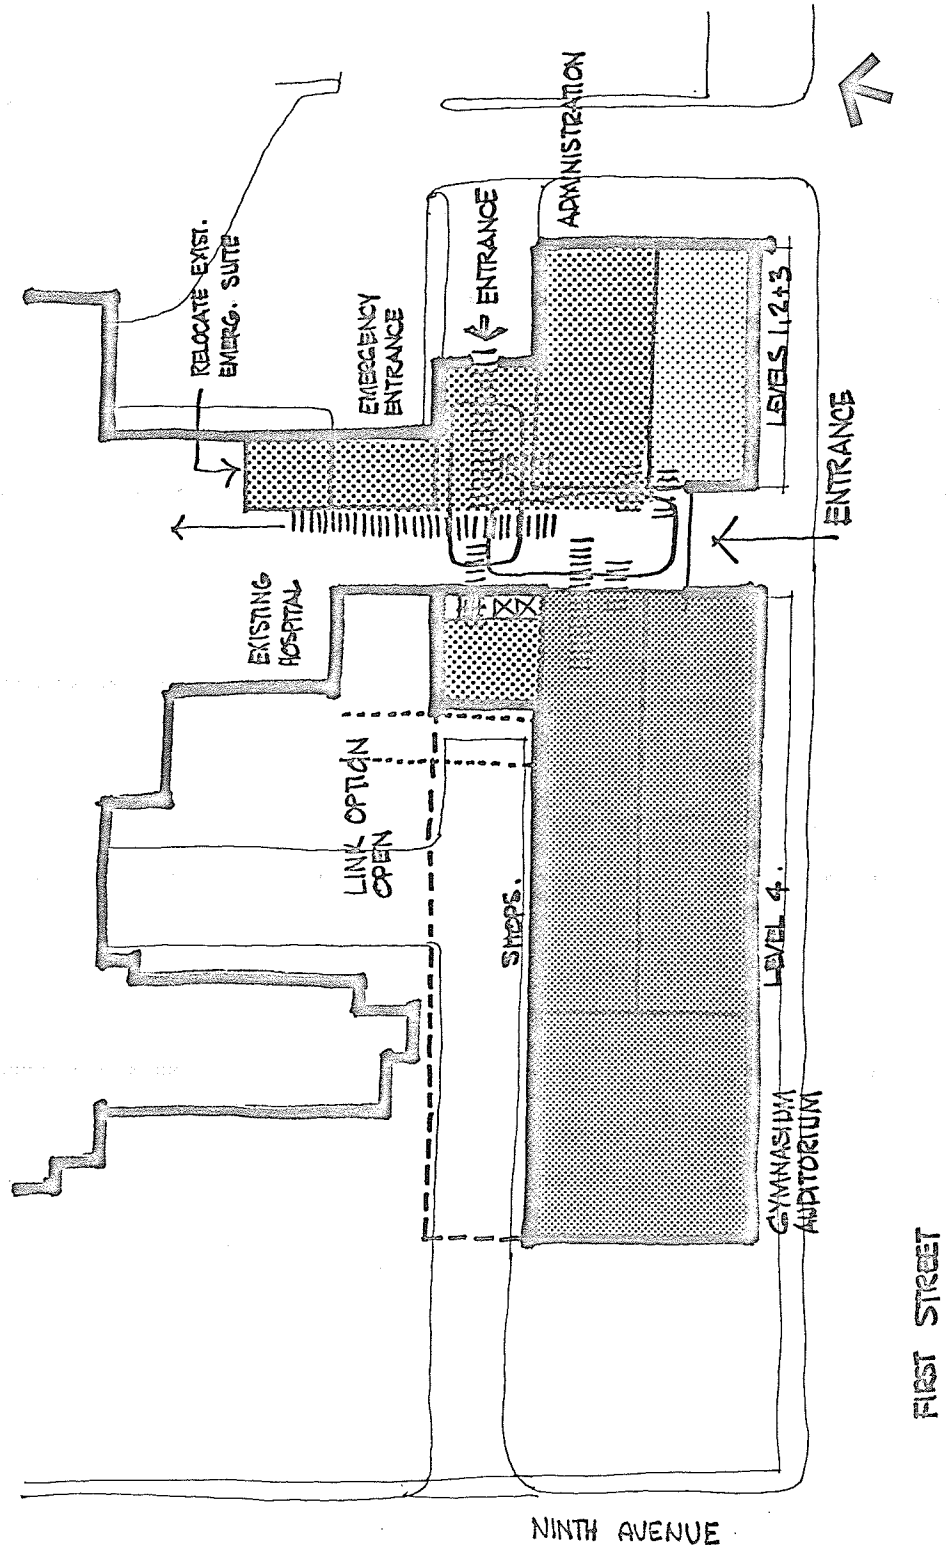 RELOCATE EXIST.
EMERG. SUITE
EMERGENCY
ENTRANCE
ENTRANCE
ADMINISTRATION
LEVELS 1, 2+3
ENTRANCE
EXISTING
HOSPITAL
LINK OPTION
OPEN
SHOPS.
LEVEL 4.
GYMNASIUM
AUDITORIUM
FIRST STREET
NINTH AVENUE